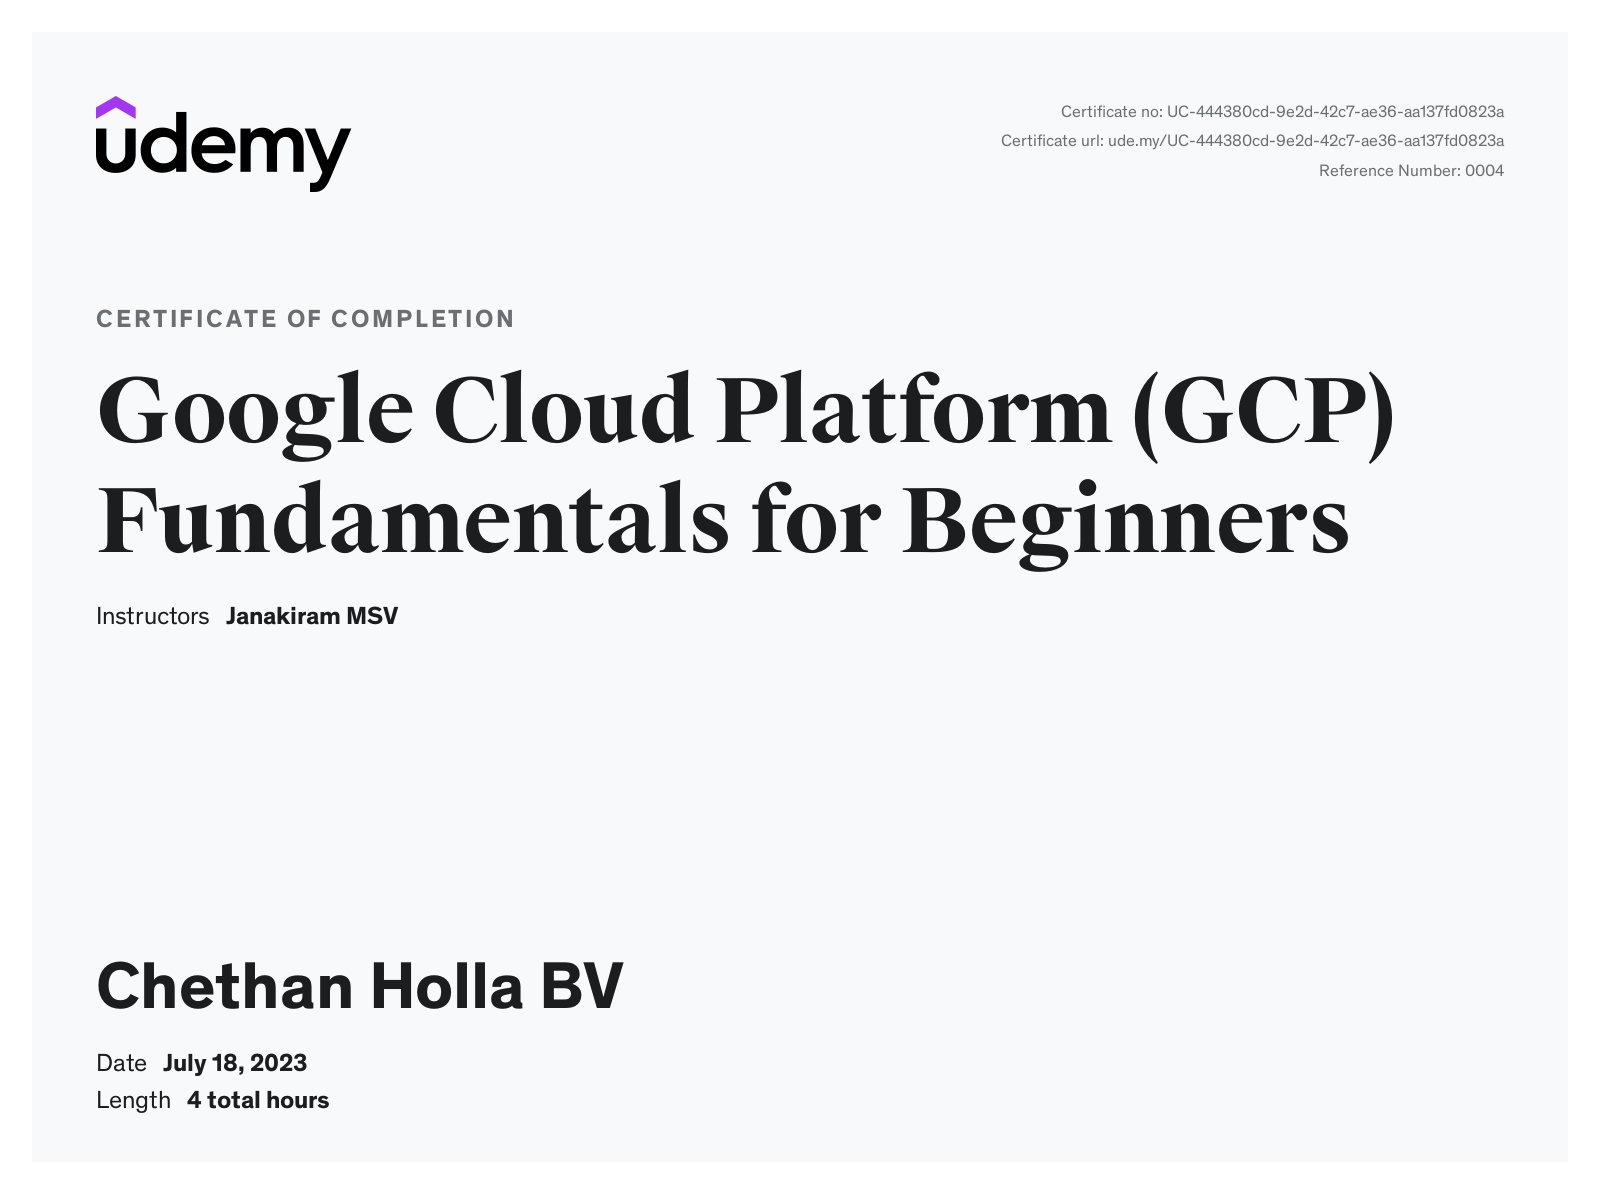 udemy
Certificate no: UC-444380cd-9e2d-42c7-ae36-aa137fd0823a
Certificate url: ude.my/UC-444380cd-9e2d-42c7-ae36-aa137fd0823a
Reference Number: 0004
CERTIFICATE OF COMPLETION
Google Cloud Platform (GCP)
Fundamentals for Beginners
Instructors Janakiram MSV
Chethan Holla BV
Date July 18, 2023
Length 4 total hours